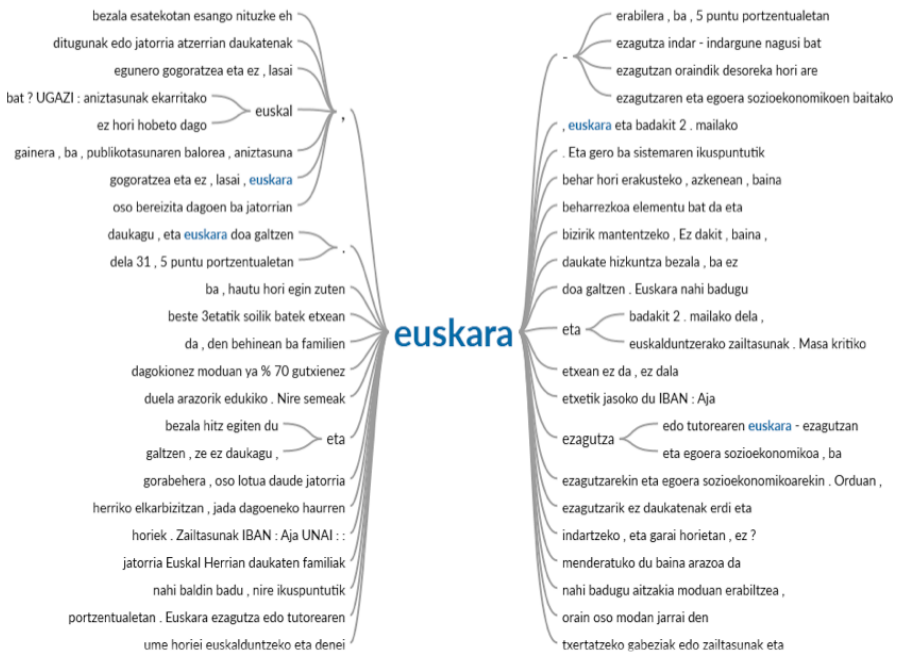 bezala esatekotan esango nituzke eh
ditugunak edo jatorria atzerrian daukatenak
egunero gogoratzea eta ez , lasai
bat ? UGAZI : aniztasunak ekarritako
ez hori hobeto dago
euskal
gainera , ba , publikotasunaren balorea , aniztasuna
gogoratzea eta ez , lasai , euskara
oso bereizita dagoen ba jatorrian
,
daukagu , eta euskara doa galtzen
dela 31 , 5 puntu portzentualetan
.
ba , hautu hori egin zuten
beste 3etatik soilik batek etxean
da , den behinean ba familien
dagokionez moduan ya % 70 gutxienez
duela arazorik edukiko . Nire semeak
bezala hitz egiten du
galtzen , ze ez daukagu ,
eta
gorabehera , oso lotua daude jatorria
herriko elkarbizitzan , jada dagoeneko haurren
horiek . Zailtasunak IBAN : Aja UNAI : :
jatorria Euskal Herrian daukaten familiak
nahi baldin badu , nire ikuspuntutik
portzentualetan . Euskara ezagutza edo tutorearen
ume horiei euskalduntzeko eta denei
euskara
-
erabilera , ba , 5 puntu portzentualetan
ezagutza indar - indargune nagusi bat
ezagutzan oraindik desoreka hori are
ezagutzaren eta egoera sozioekonomikoen baitako
, euskara eta badakit 2 . mailako
. Eta gero ba sistemaren ikuspuntutik
behar hori erakusteko , azkenean , baina
beharrezkoa elementu bat da eta
bizirik mantentzeko , Ez dakit , baina ,
daukate hizkuntza bezala , ba ez
doa galtzen . Euskara nahi badugu
eta
badakit 2 . mailako dela ,
euskalduntzerako zailtasunak . Masa kritiko
etxean ez da , ez dala
etxetik jasoko du IBAN : Aja
ezagutza
edo tutorearen euskara - ezagutzan
eta egoera sozioekonomikoa , ba
ezagutzarekin eta egoera sozioekonomikoarekin . Orduan ,
ezagutzarik ez daukatenak erdi eta
indartzeko , eta garai horietan , ez ?
menderatuko du baina arazoa da
nahi badugu aitzakia moduan erabiltzea ,
orain oso modan jarrai den
txertatzeko gabeziak edo zailtasunak eta